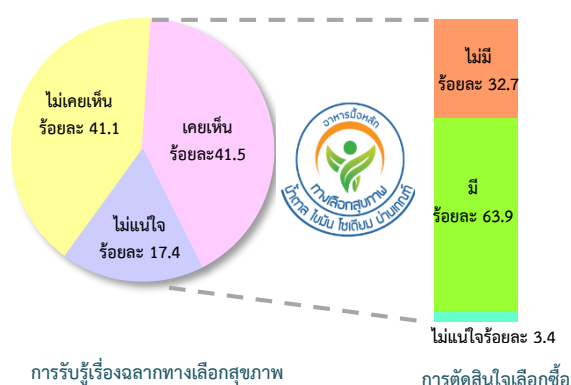 ไม่เคยเห็น
ร้อยละ 41.1
เคยเห็น
ร้อยละ41.5
ไม่แน่ใจ
ร้อยละ 17.4
อาหารมื้อหลัก
ทางเลือกสุขภาพ
น้ำตาล ไขมัน โซเดียม ผ่านเกณฑ์
ไม่มี
ร้อยละ 32.7
มี
ร้อยละ 63.9
ไม่แน่ใจร้อยละ 3.4
การรับรู้เรื่องฉลากทางเลือกสุขภาพ
การตัดสินใจเลือกซื้อ